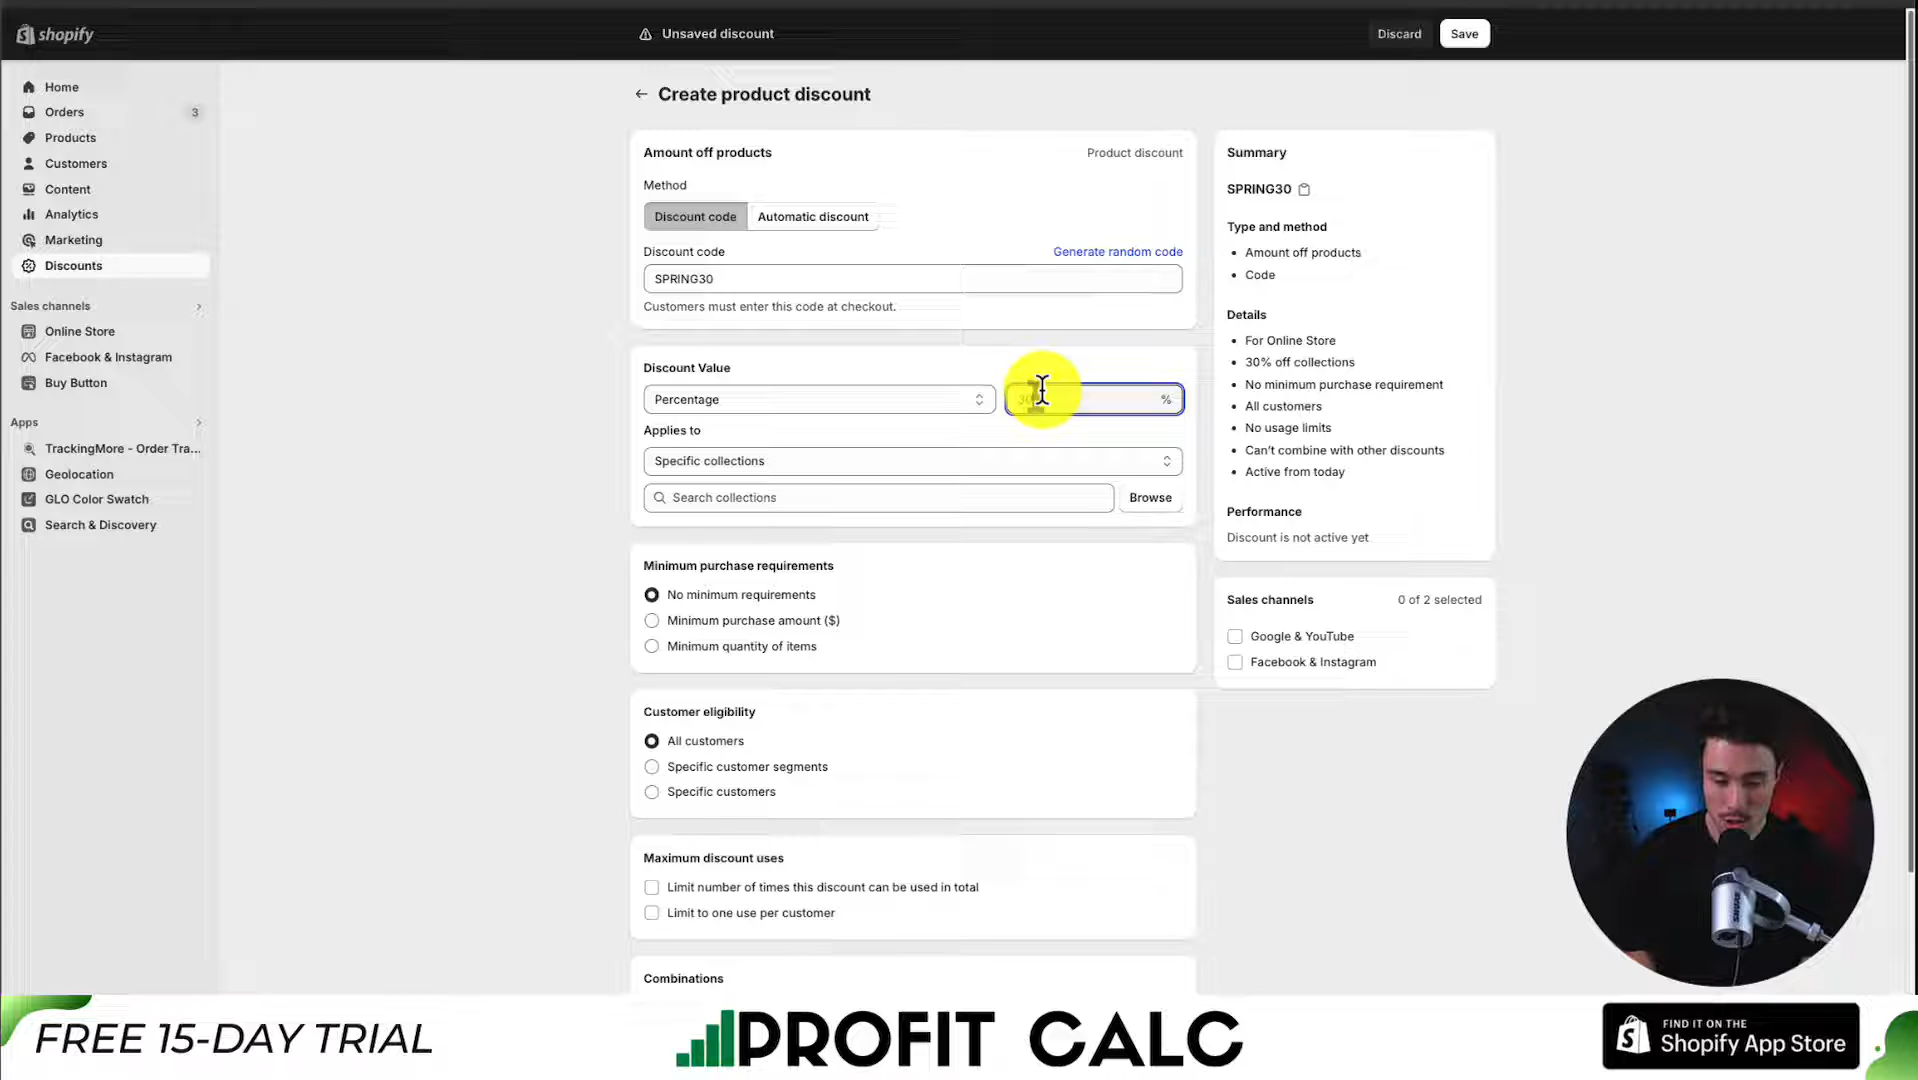 shopify
Unsaved discount
Discard
Save
Home
Orders
3
Products
Customers
Content
Analytics
Marketing
Discounts
Sales channels
Online Store
Facebook & Instagram
Buy Button
Apps
TrackingMore - Order Tra...
Geolocation
GLO Color Swatch
Search & Discovery
Create product discount
Amount off products
Product discount
Method
Discount code
Automatic discount
Discount code
Generate random code
SPRING30
Customers must enter this code at checkout.
Discount Value
Percentage
30
%
Applies to
Specific collections
Search collections
Browse
Minimum purchase requirements
No minimum requirements
Minimum purchase amount ($)
Minimum quantity of items
Customer eligibility
All customers
Specific customer segments
Specific customers
Maximum discount uses
Limit number of times this discount can be used in total
Limit to one use per customer
Combinations
Summary
SPRING30
Type and method
• Amount off products
• Code
Details
• For Online Store
• 30% off collections
• No minimum purchase requirement
• All customers
• No usage limits
• Can't combine with other discounts
• Active from today
Performance
Discount is not active yet
Sales channels
0 of 2 selected
Google & YouTube
Facebook & Instagram
FREE 15-DAY TRIAL
PROFIT CALC
FIND IT ON THE
Shopify App Store